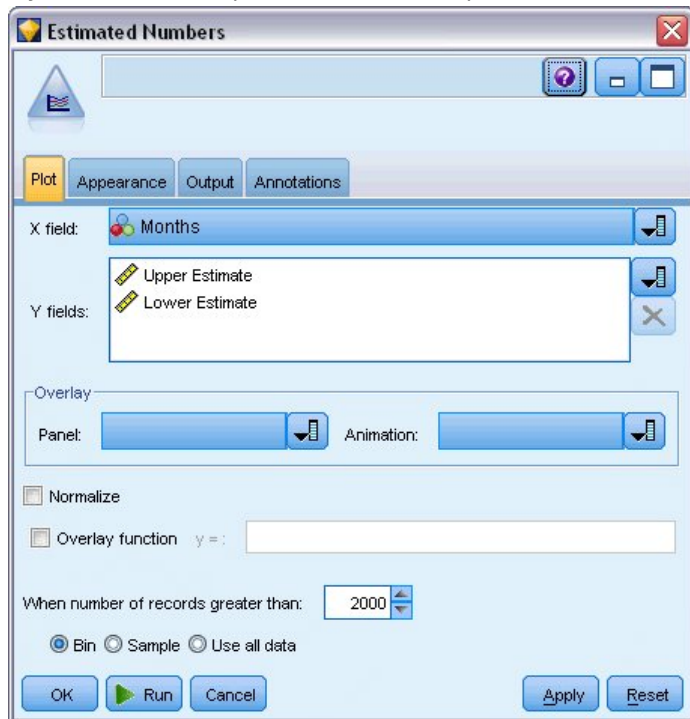 Estimated Numbers
Plot Appearance Output Annotations
X field: Months
Y fields: Upper Estimate
Lower Estimate
Overlay
Panel: Animation:
Normalize
Overlay function y = :
When number of records greater than: 2000
Bin Sample Use all data
OK Run Cancel Apply Reset